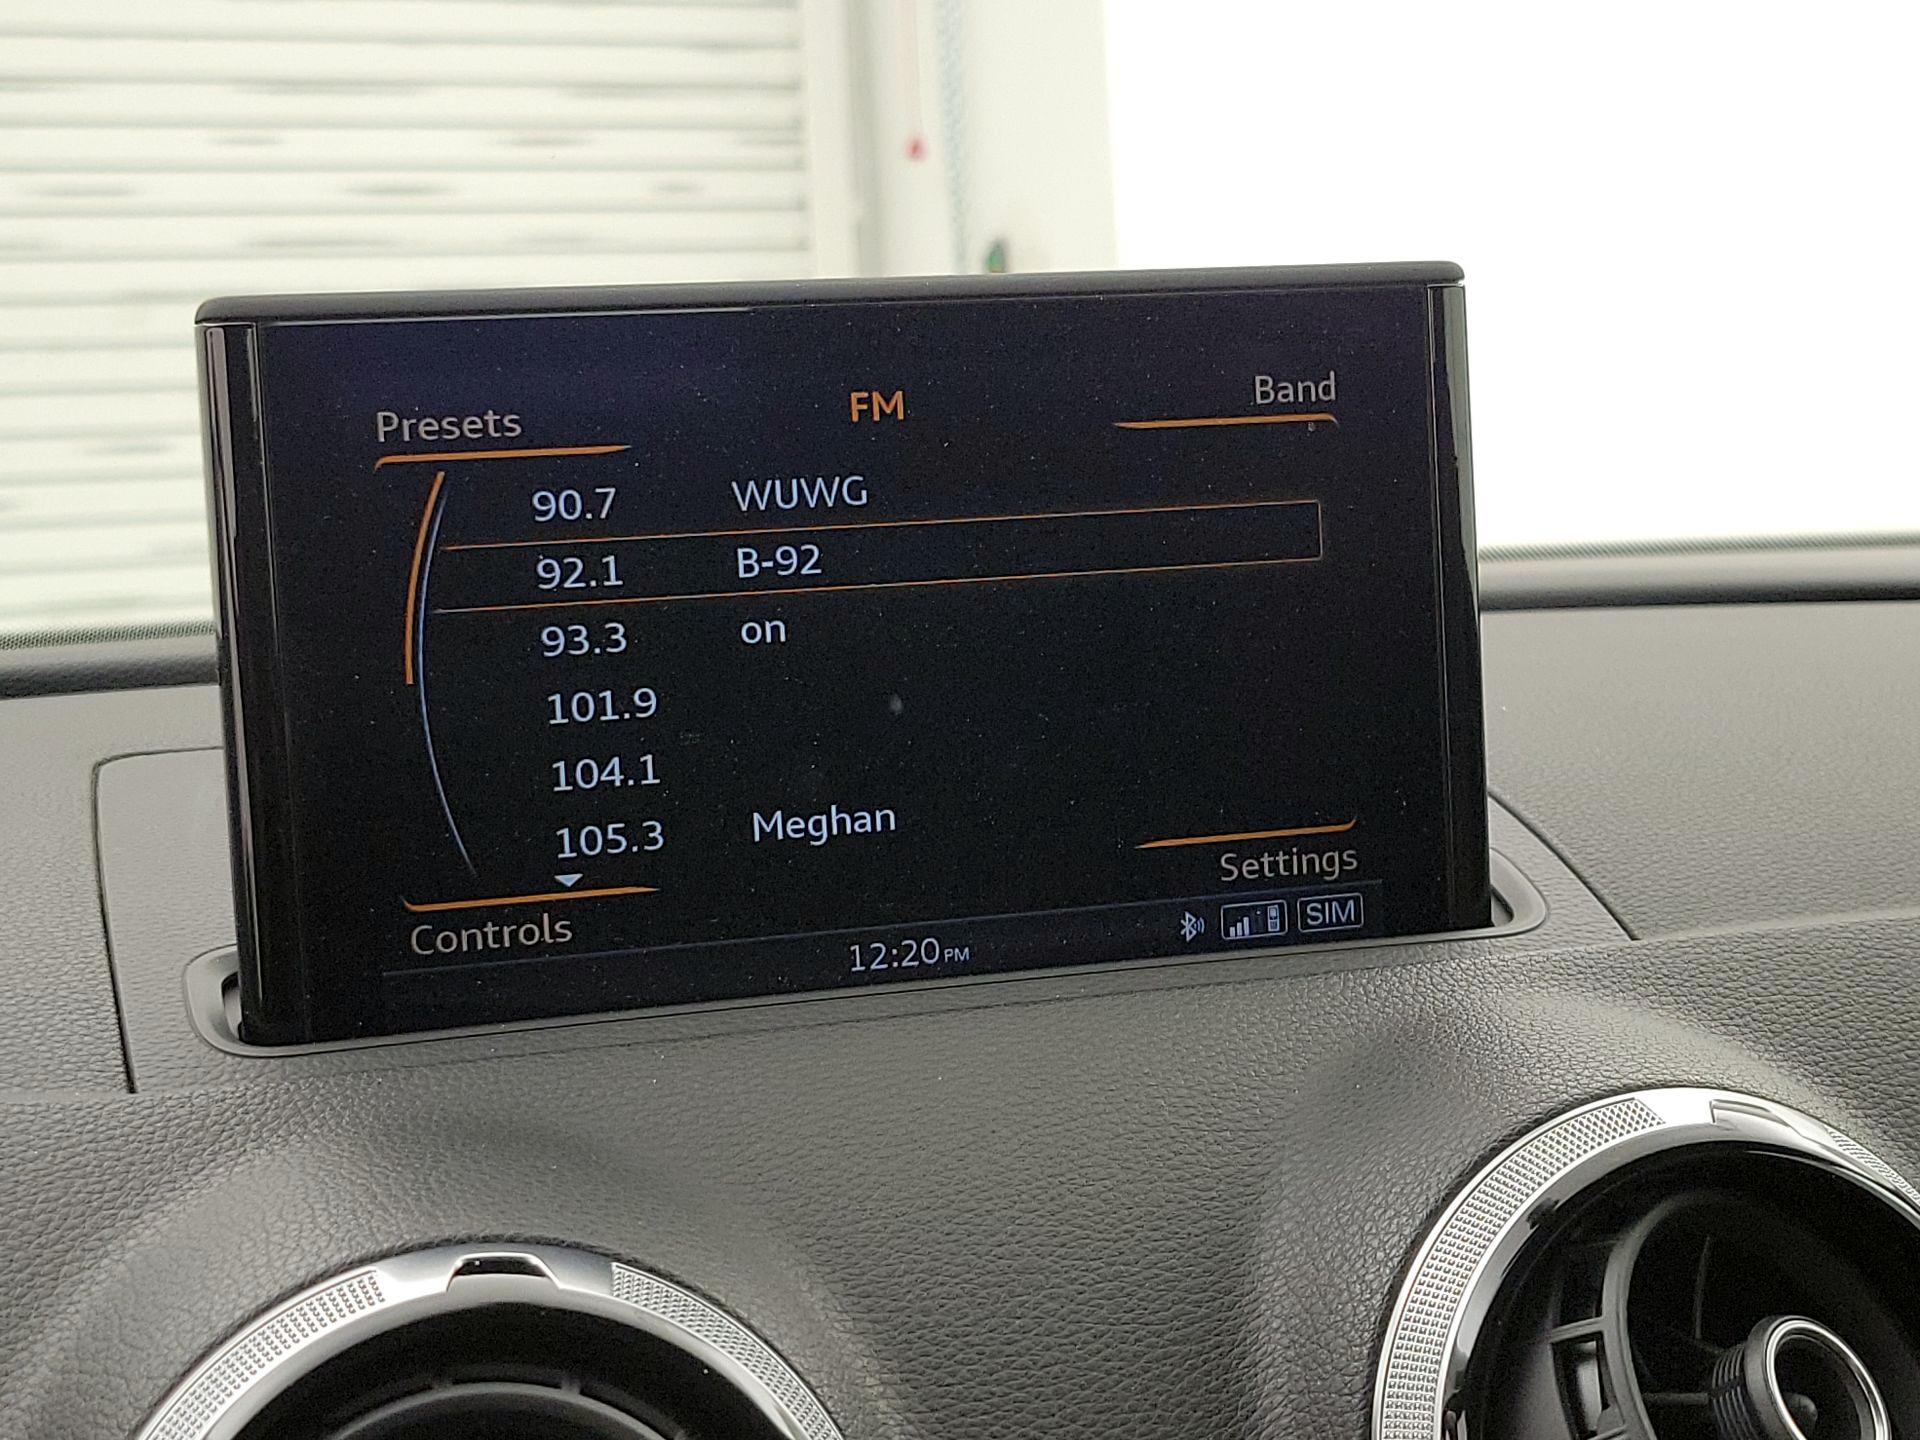 Presets FM Band
90.7 WUWG
92.1 B-92
93.3 on
101.9
104.1
105.3 Meghan
Settings
Controls
12:20PM SIM